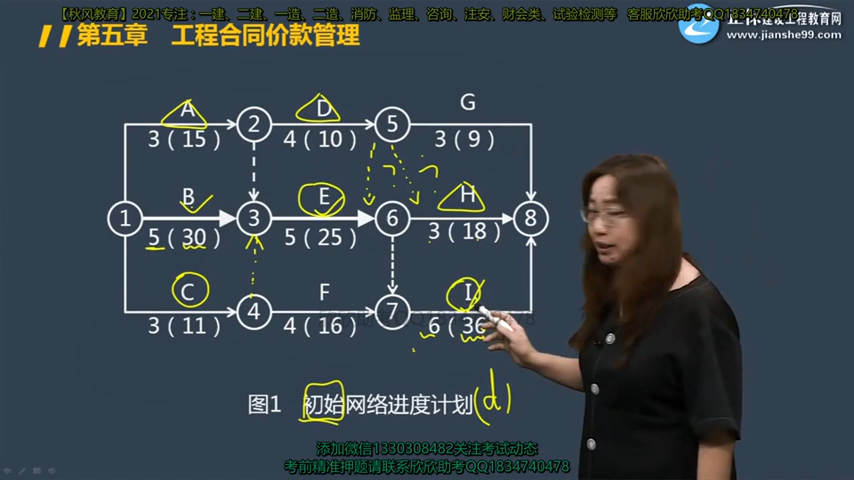 【秋风教育】2021专注：一建、二建、一造、二造、消防、监理、咨询、注安、财会类、试验检测等 客服欣欣助考QQ1834740478
第五章 工程合同价款管理
建设工程教育网
www.jianshe99.com
A D G
1 2 5
3（15） 4（10） 3（9）
B E H
3 6 8
5（30） 5（25） 3（18）
C F I
4 7
3（11） 4（16） 6
图1 初始网络进度计划(d)
添加微信1330308482关注考试动态
考前精准押题请联系欣欣助考QQ1834740478